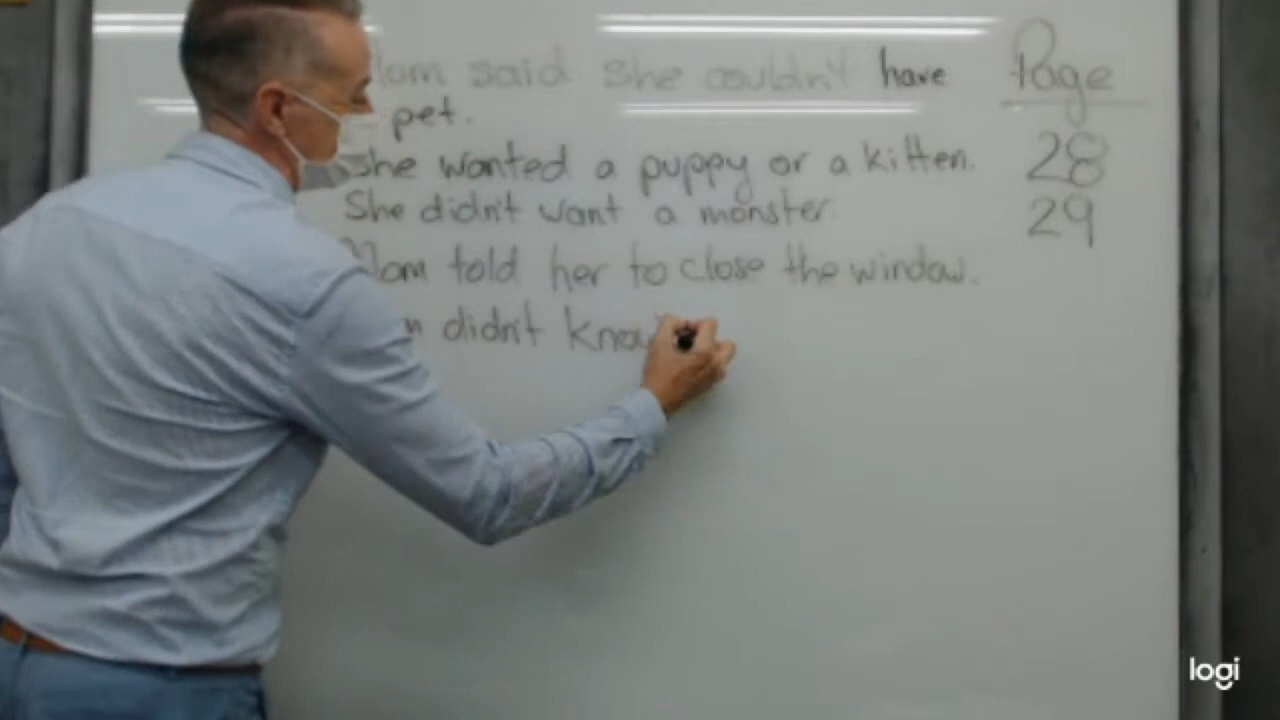 said she couldn't have
pet.
She wanted a puppy or a kitten.
She didn't want a monster.
Mom told her to close the window.
didn't know
Page
28
29
logi